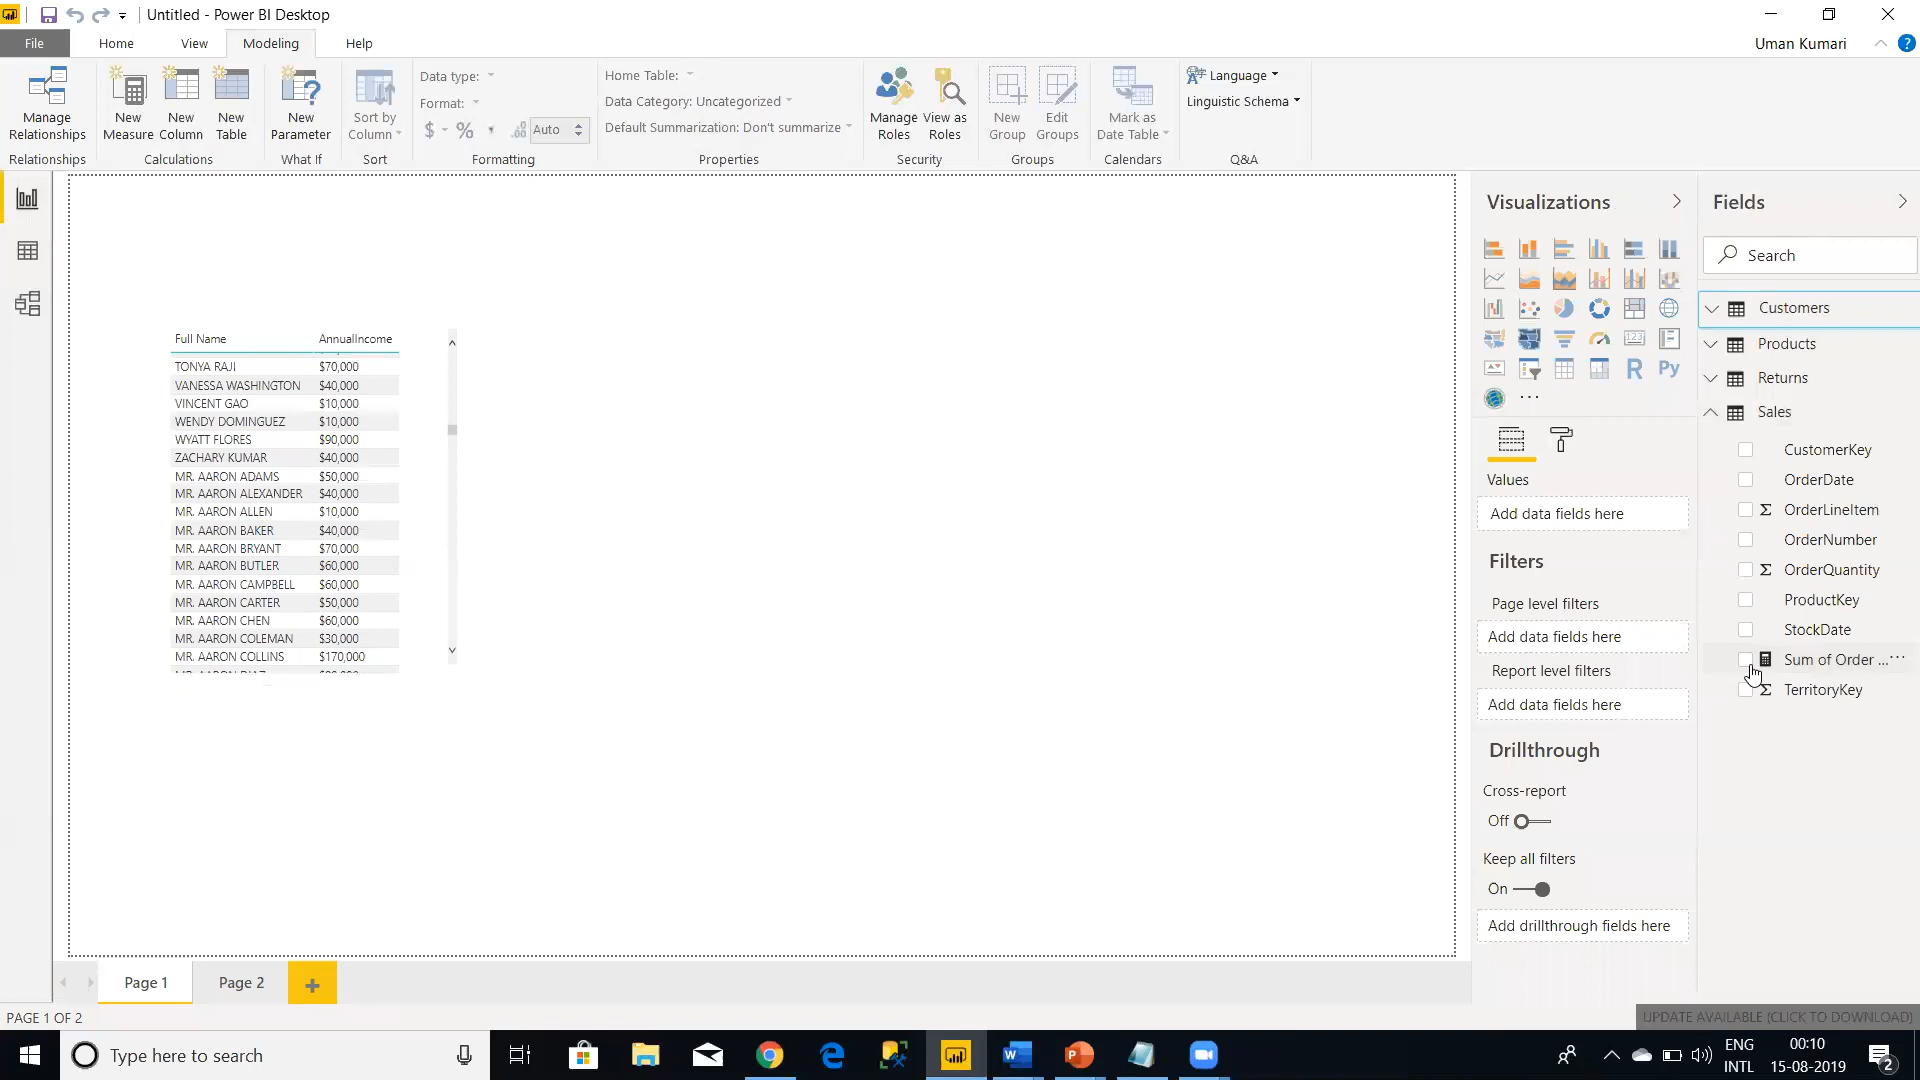 Untitled - Power BI Desktop
File
Home
View
Modeling
Help
Uman Kumari
Manage Relationships
Relationships
New Measure
New Column
New Table
Calculations
New Parameter
What If
Sort by Column
Sort
Data type:
Format:
$ % , .00 Auto
Formatting
Home Table:
Data Category: Uncategorized
Default Summarization: Don't summarize
Properties
Manage Roles
View as Roles
Security
New Group
Edit Groups
Groups
Mark as Date Table
Calendars
Language
Linguistic Schema
Q&A
Full Name AnnualIncome
TONYA RAJI $70,000
VANESSA WASHINGTON $40,000
VINCENT GAO $10,000
WENDY DOMINGUEZ $10,000
WYATT FLORES $90,000
ZACHARY KUMAR $40,000
MR. AARON ADAMS $50,000
MR. AARON ALEXANDER $40,000
MR. AARON ALLEN $10,000
MR. AARON BAKER $40,000
MR. AARON BRYANT $70,000
MR. AARON BUTLER $60,000
MR. AARON CAMPBELL $60,000
MR. AARON CARTER $50,000
MR. AARON CHEN $60,000
MR. AARON COLEMAN $30,000
MR. AARON COLLINS $170,000
Visualizations
123
R
Py
Values
Add data fields here
Filters
Page level filters
Add data fields here
Report level filters
Add data fields here
Drillthrough
Cross-report
Off
Keep all filters
On
Add drillthrough fields here
Fields
Search
Customers
Products
Returns
Sales
CustomerKey
OrderDate
Σ OrderLineItem
OrderNumber
Σ OrderQuantity
ProductKey
StockDate
Sum of Order ...
Σ TerritoryKey
Page 1
Page 2
PAGE 1 OF 2
UPDATE AVAILABLE (CLICK TO DOWNLOAD)
Type here to search
ENG
INTL
00:10
15-08-2019
2